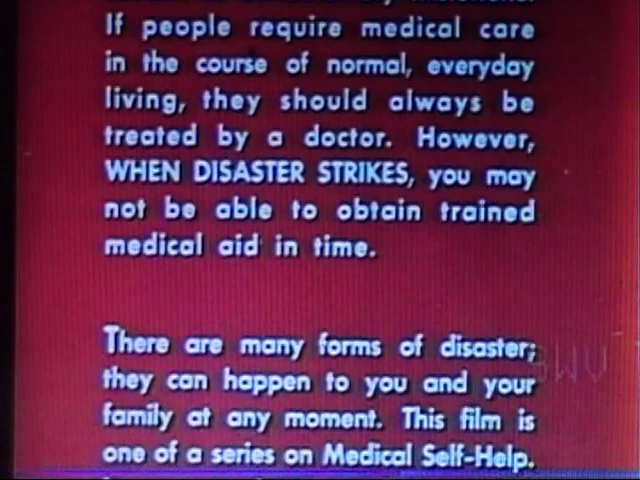 If people require medical care
in the course of normal, everyday
living, they should always be
treated by a doctor. However,
WHEN DISASTER STRIKES, you may
not be able to obtain trained
medical aid in time.
There are many forms of disaster;
they can happen to you and your
family at any moment. This film is
one of a series on Medical Self-Help.
SWV